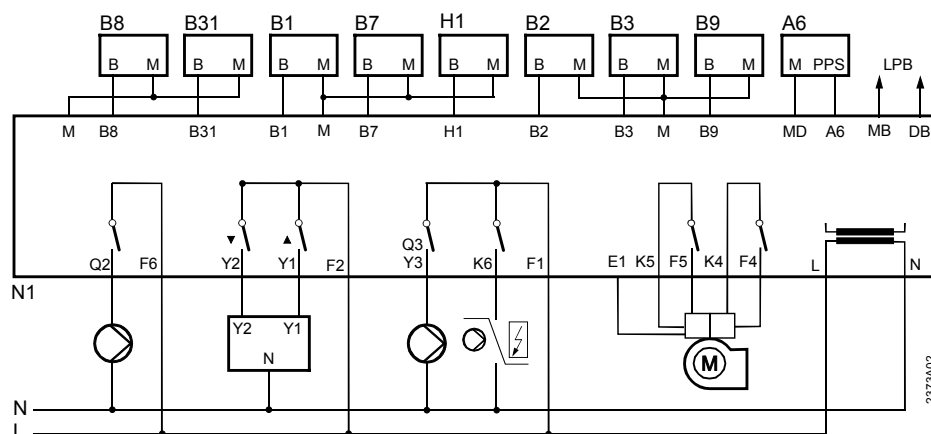 B8 B31 B1 B7 H1 B2 B3 B9 A6
B M B M B M B M B M B M B M B M M PPS LPB
M B8 B31 B1 M B7 H1 B2 B3 M B9 MD A6 MB DB
Q3
Q2 F6 Y2 Y1 F2 Y3 K6 F1 E1 K5 F5 K4 F4 L N
N1
Y2 Y1
N
M
2373A02
N
L